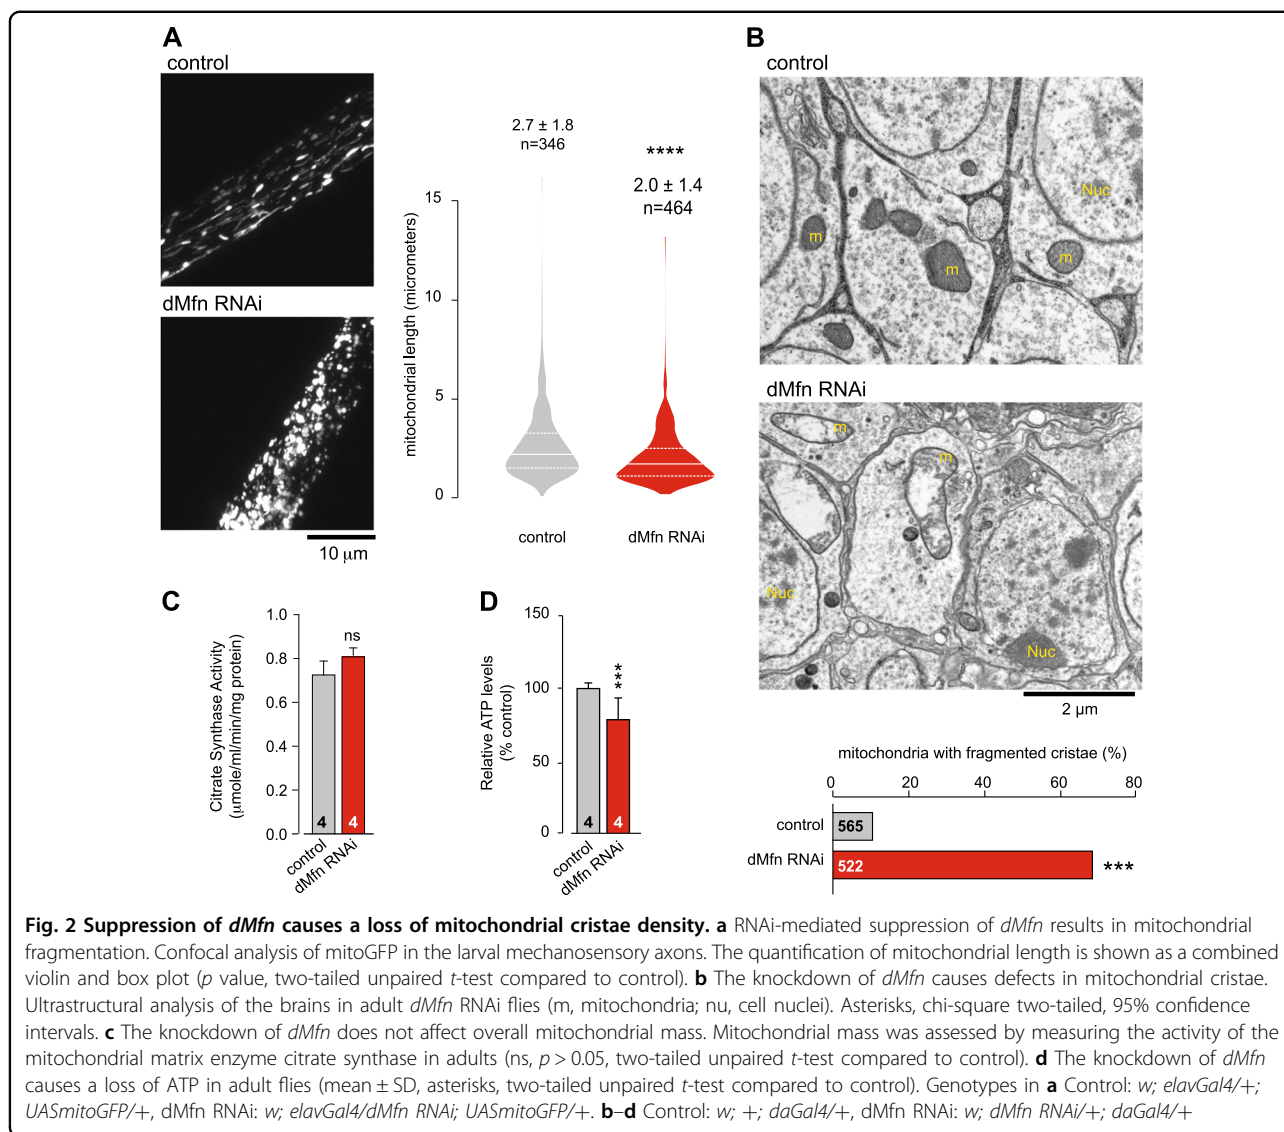 A
control
dMfn RAi
10 μm
mitochondrial length (micrometers)
15
10
5
0
2.7 ± 1.8
n=346
****
2.0 ± 1.4
n=464
control
dMfn RNAi
B
control
Nuc
m
m
m
dMfn RNAi
m
m
Nuc
Nuc
2 μm
mitochondria with fragmented cristae (%)
0 20 40 60 80
control
565
dMfn RNAi
522
***
C
Citrate Synthase Activity
(μmole/ml/min/mg protein)
1.0
0.8
0.6
0.4
0.2
0.0
ns
4
4
control
dMfn RNAi
D
Relative ATP levels
(% control)
150
100
50
0
***
4
4
control
dMfn RNAi
Fig. 2 Suppression of dMfn causes a loss of mitochondrial cristae density. a RNAi-mediated suppression of dMfn results in mitochondrial
fragmentation. Confocal analysis of mitoGFP in the larval mechanosensory axons. The quantification of mitochondrial length is shown as a combined
violin and box plot (p value, two-tailed unpaired t-test compared to control). b The knockdown of dMfn causes defects in mitochondrial cristae.
Ultrastructural analysis of the brains in adult dMfn RNAi flies (m, mitochondria; nu, cell nuclei). Asterisks, chi-square two-tailed, 95% confidence
intervals. c The knockdown of dMfn does not affect overall mitochondrial mass. Mitochondrial mass was assessed by measuring the activity of the
mitochondrial matrix enzyme citrate synthase in adults (ns, p > 0.05, two-tailed unpaired t-test compared to control). d The knockdown of dMfn
causes a loss of ATP in adult flies (mean ± SD, asterisks, two-tailed unpaired t-test compared to control). Genotypes in a Control: w; elavGal4/+;
UASmitoGFP/+, dMfn RNAi: w; elavGal4/dMfn RNAi; UASmitoGFP/+. b–d Control: w; +; daGal4/+, dMfn RNAi: w; dMfn RNAi/+; daGal4/+